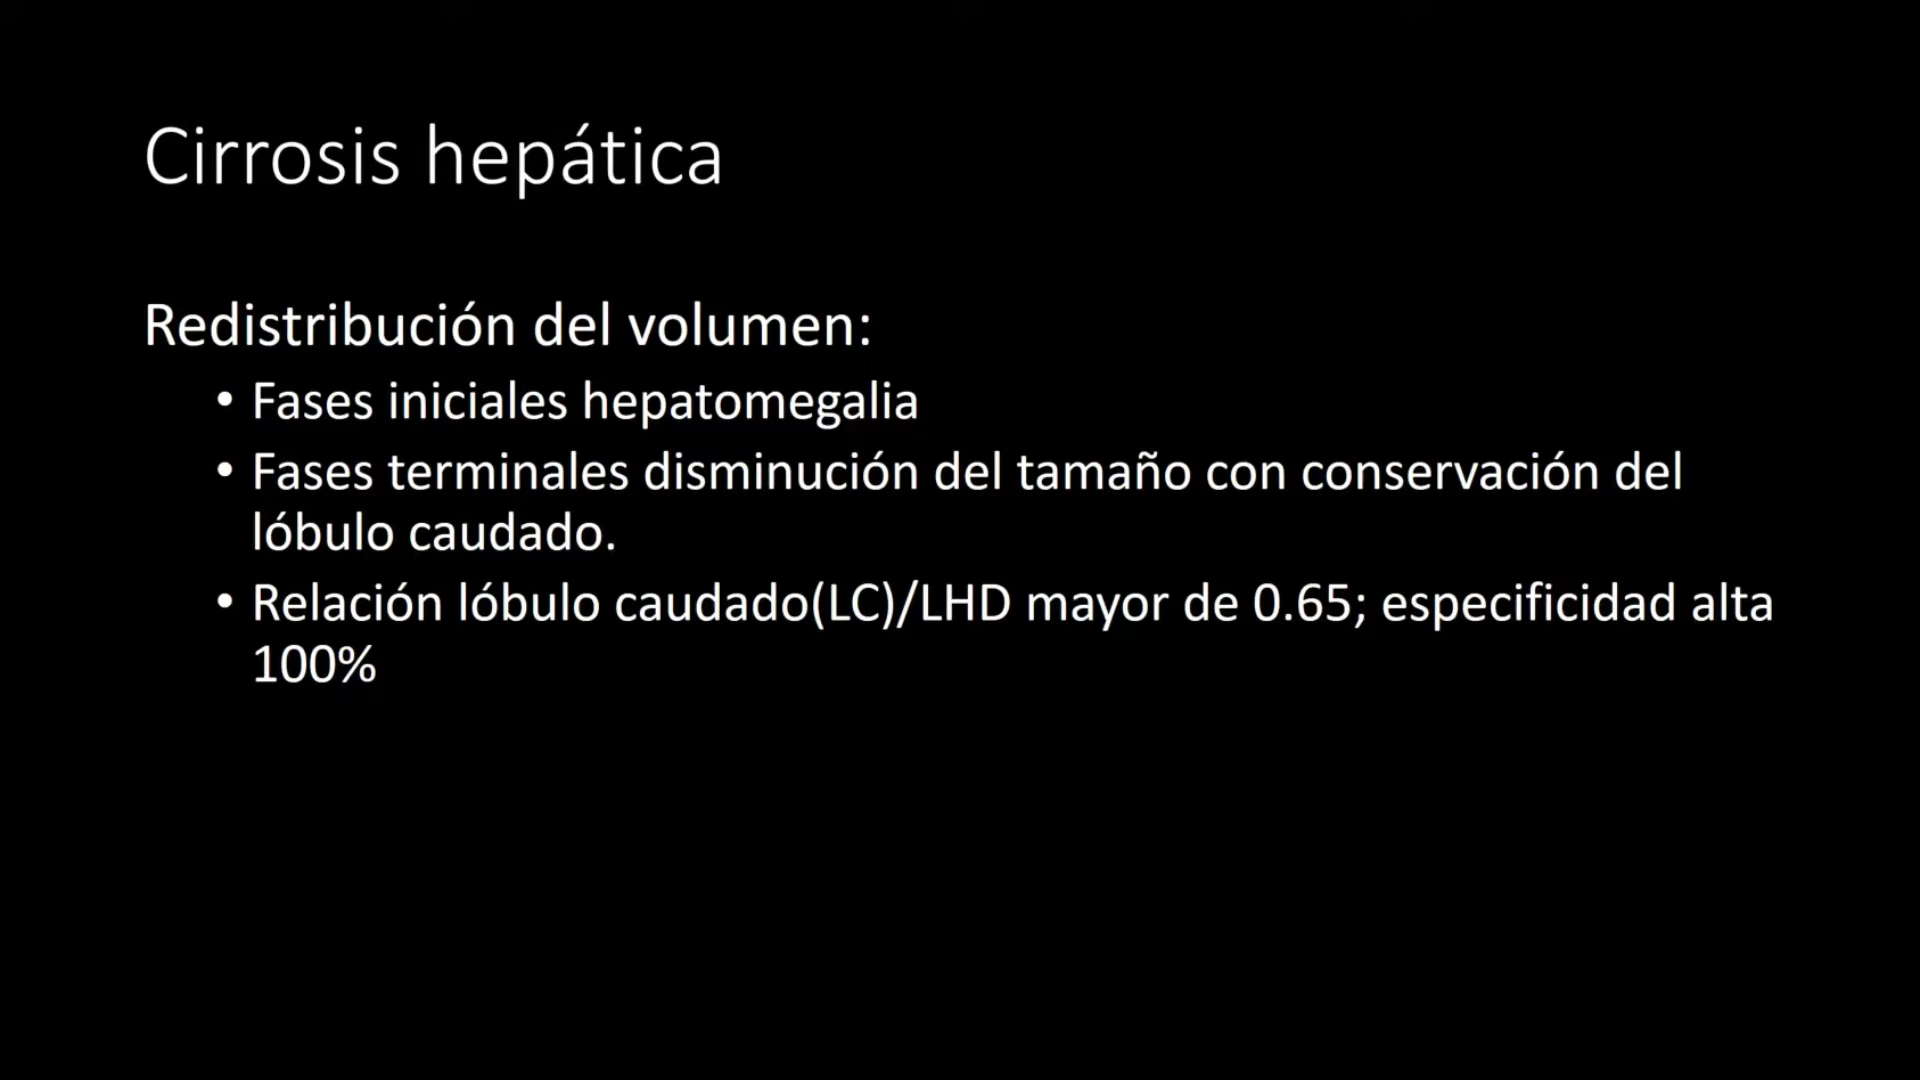 Cirrosis hepática
Redistribución del volumen:
• Fases iniciales hepatomegalia
• Fases terminales disminución del tamaño con conservación del
lóbulo caudado.
• Relación lóbulo caudado(LC)/LHD mayor de 0.65; especificidad alta
100%